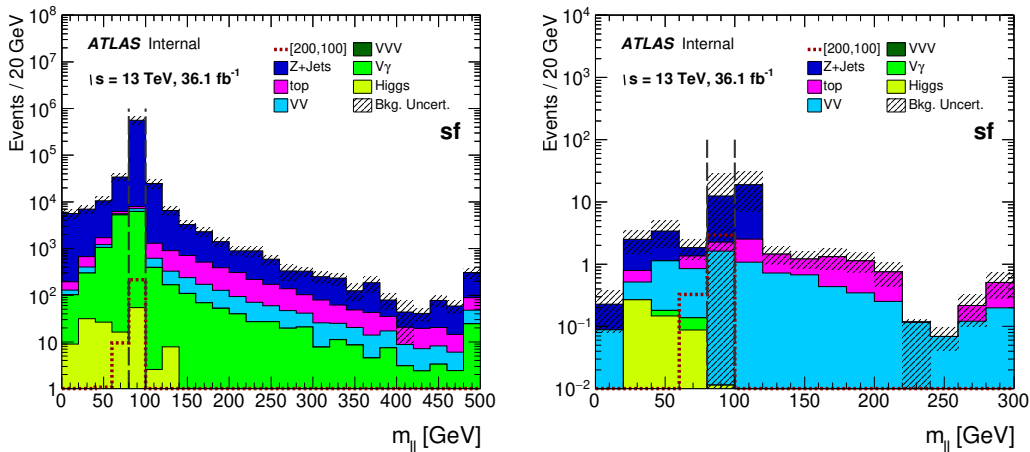 Events / 20 GeV
10⁸
10⁷
10⁶
10⁵
10⁴
10³
10²
10
1
ATLAS Internal
√s = 13 TeV, 36.1 fb⁻¹
[200,100]
Z+Jets
top
VV
VVV
Vγ
Higgs
Bkg. Uncert.
sf
0 50 100 150 200 250 300 350 400 450 500
m_ll [GeV]
Events / 20 GeV
10⁴
10³
10²
10
1
10⁻¹
10⁻²
ATLAS Internal
√s = 13 TeV, 36.1 fb⁻¹
[200,100]
Z+Jets
top
VV
VVV
Vγ
Higgs
Bkg. Uncert.
sf
0 50 100 150 200 250 300
m_ll [GeV]